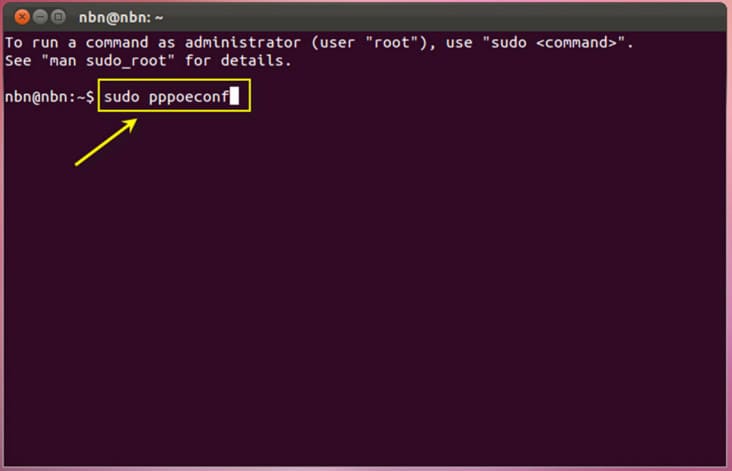 nbn@nbn: ~
To run a command as administrator (user "root"), use "sudo <command>".
See "man sudo_root" for details.
nbn@nbn:~$ sudo pppoeconf